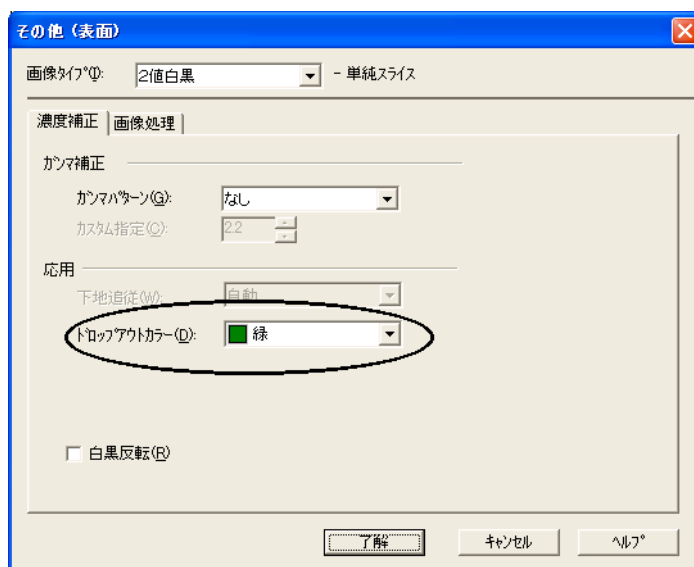 その他（表面）
画像ﾀｲﾌﾟ(I): 2値白黒 - 単純ｽﾗｲｽ
濃度補正 画像処理
ｶﾞﾝﾏ補正
ｶﾞﾝﾏﾊﾟﾀｰﾝ(G): なし
ｶｽﾀﾑ指定(C): 2.2
応用
下地追従(W): 自動
ﾄﾞﾛｯﾌﾟｱｳﾄｶﾗｰ(D): 緑
白黒反転(R)
了解 ｷｬﾝｾﾙ ﾍﾙﾌﾟ